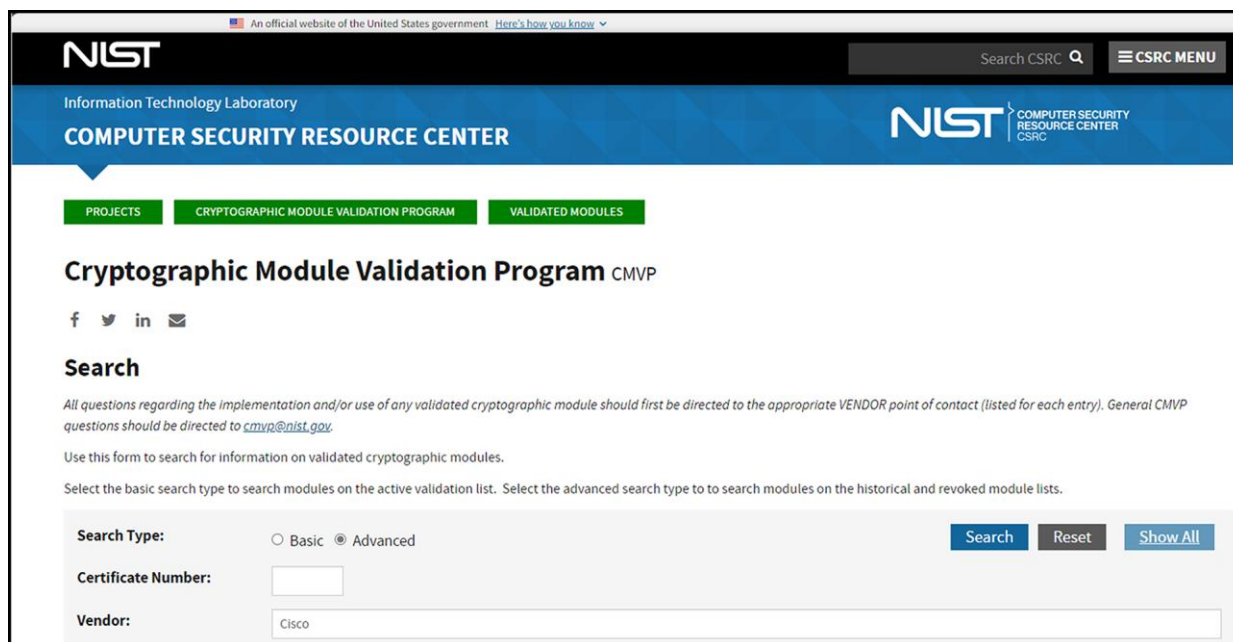 An official website of the United States government Here's how you know
NIST
Search CSRC
CSRC MENU
Information Technology Laboratory
COMPUTER SECURITY RESOURCE CENTER
NIST
COMPUTER SECURITY
RESOURCE CENTER
CSRC
PROJECTS
CRYPTOGRAPHIC MODULE VALIDATION PROGRAM
VALIDATED MODULES
Cryptographic Module Validation Program CMVP
Search
All questions regarding the implementation and/or use of any validated cryptographic module should first be directed to the appropriate VENDOR point of contact (listed for each entry). General CMVP
questions should be directed to cmvp@nist.gov.
Use this form to search for information on validated cryptographic modules.
Select the basic search type to search modules on the active validation list. Select the advanced search type to to search modules on the historical and revoked module lists.
Search Type:
Basic
Advanced
Search
Reset
Show All
Certificate Number:
Vendor:
Cisco